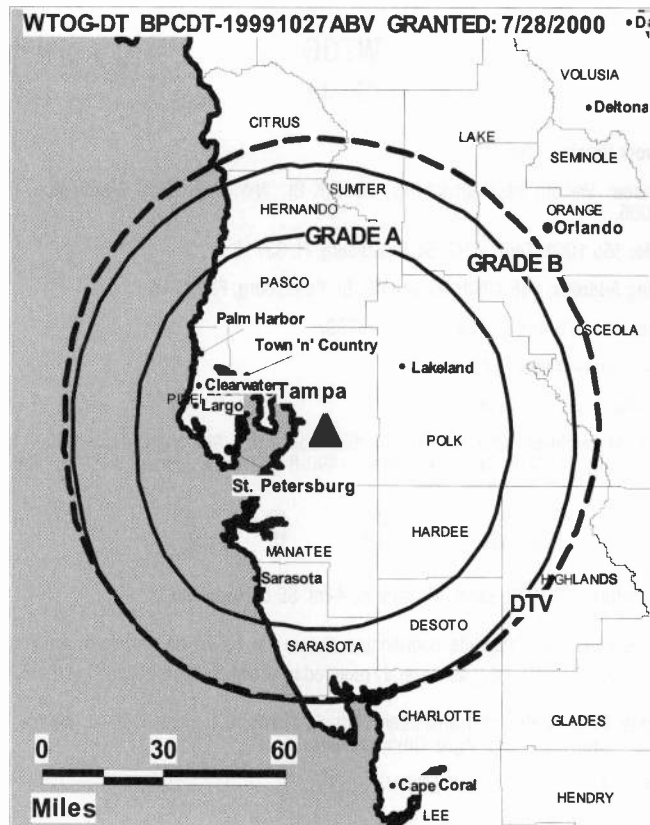 WTOG-DT BPCDT-19991027ABV GRANTED: 7/28/2000
VOLUSIA
Deltona
CITRUS
LAKE
SEMINOLE
SUMTER
HERNANDO
ORANGE
Orlando
GRADE A
GRADE B
PASCO
Palm Harbor
OSCEOLA
Town 'n' Country
Lakeland
Clearwater
Tampa
Largo
POLK
St. Petersburg
HARDEE
MANATEE
Sarasota
HIGHLANDS
DTV
DESOTO
SARASOTA
CHARLOTTE
GLADES
0 30 60
Miles
Cape Coral
HENDRY
LEE